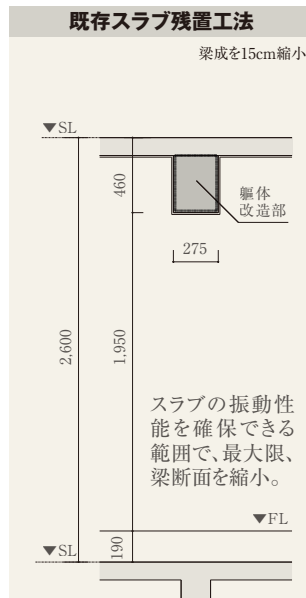 既存スラブ残置工法
梁成を15cm縮小
▼SL
460
躯体
改造部
275
2,600
1,950
スラブの振動性
能を確保できる
範囲で、最大限、
梁断面を縮小。
▼FL
▼SL
190